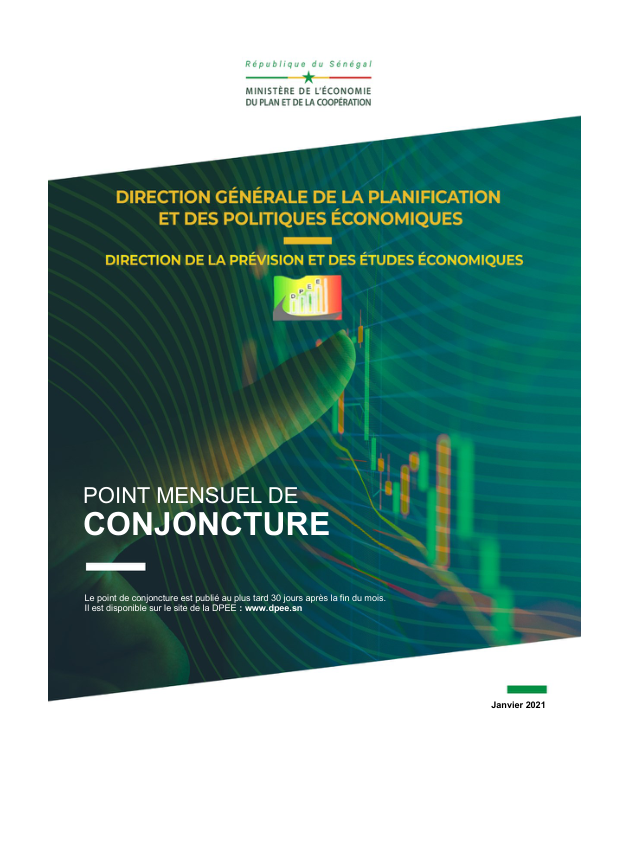 République du Sénégal
MINISTÈRE DE L'ÉCONOMIE
DU PLAN ET DE LA COOPÉRATION
DIRECTION GÉNÉRALE DE LA PLANIFICATION
ET DES POLITIQUES ÉCONOMIQUES
DIRECTION DE LA PRÉVISION ET DES ÉTUDES ÉCONOMIQUES
DPEE
POINT MENSUEL DE
CONJONCTURE
Le point de conjoncture est publié au plus tard 30 jours après la fin du mois.
Il est disponible sur le site de la DPEE : www.dpee.sn
Janvier 2021